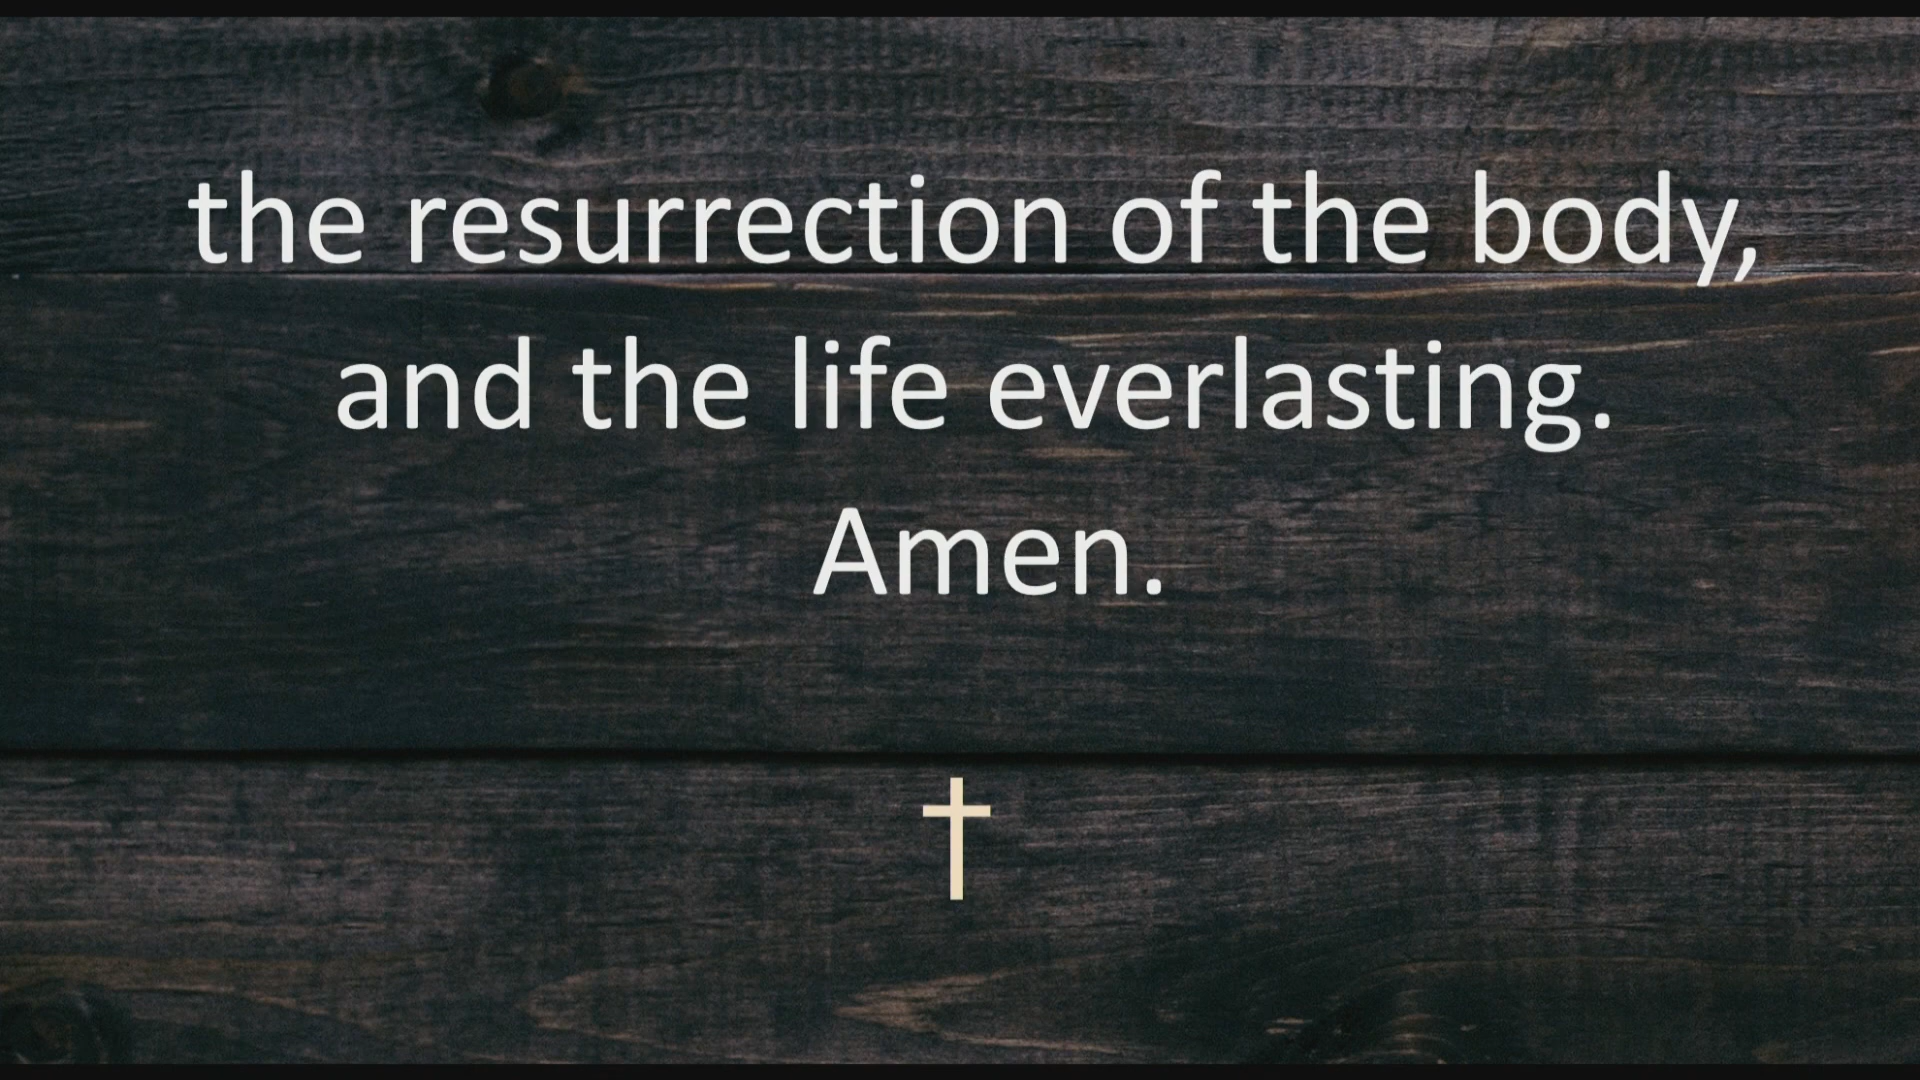 the resurrection of the body,
and the life everlasting.
Amen.